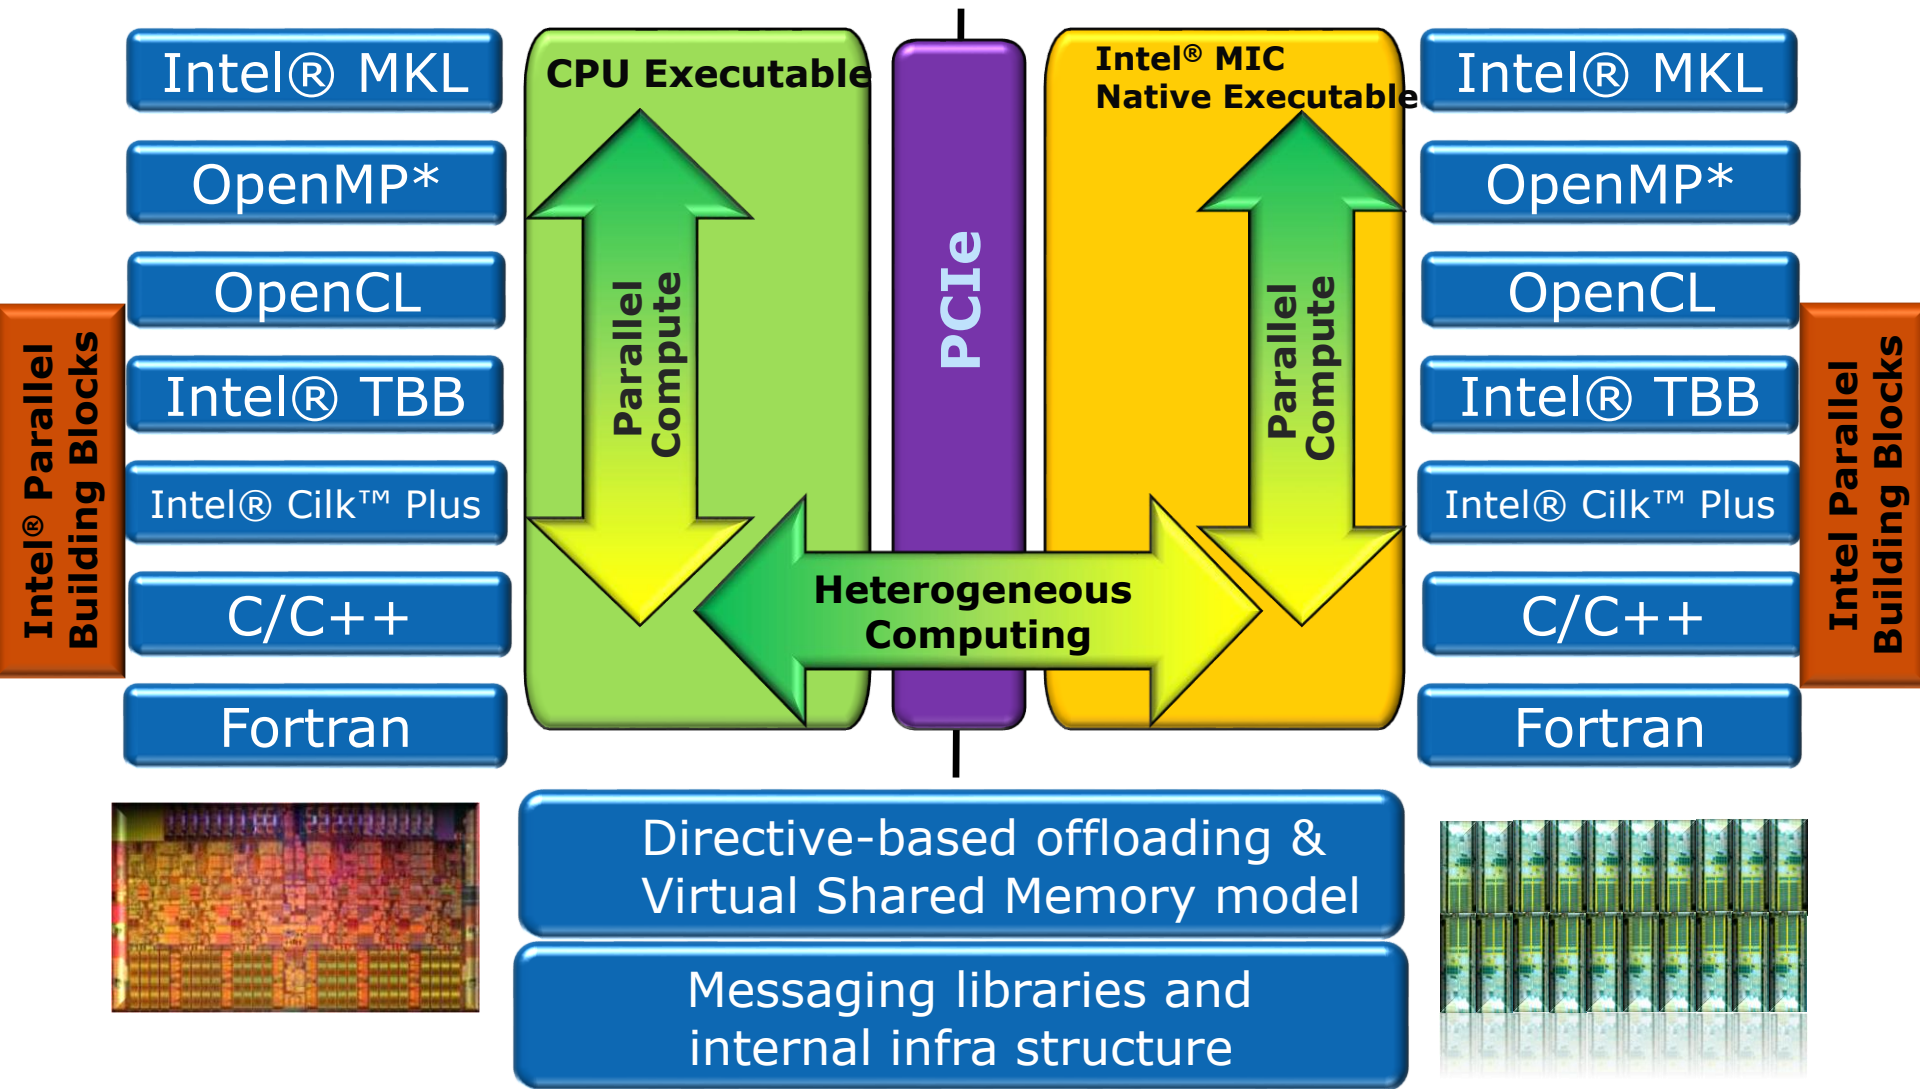 Intel® MKL
OpenMP*
OpenCL
Intel® TBB
Intel® Cilk™ Plus
C/C++
Fortran
Intel® Parallel
Building Blocks
CPU Executable
Parallel
Compute
PCIe
Intel® MIC
Native Executable
Parallel
Compute
Heterogeneous
Computing
Intel® MKL
OpenMP*
OpenCL
Intel® TBB
Intel® Cilk™ Plus
C/C++
Fortran
Intel Parallel
Building Blocks
Directive-based offloading &
Virtual Shared Memory model
Messaging libraries and
internal infra structure